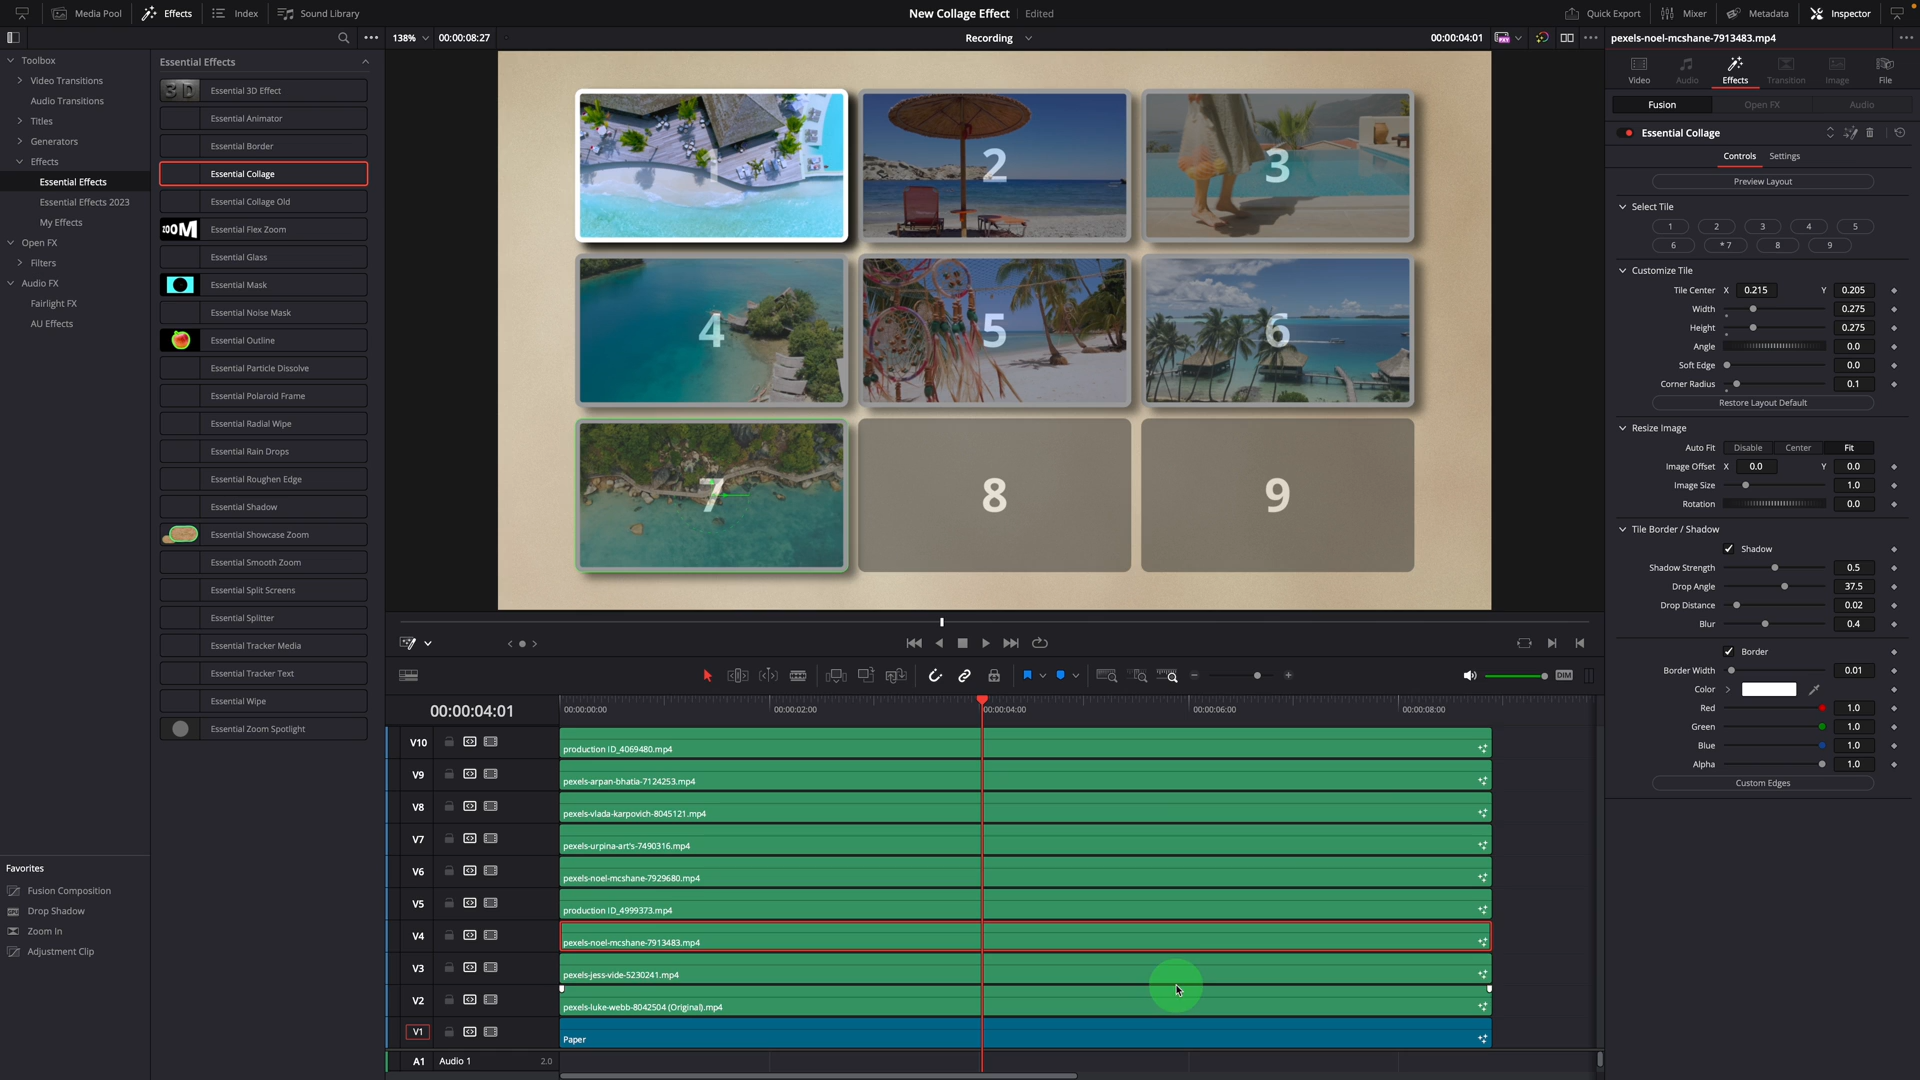 Media Pool
Effects
Index
Sound Library
New Collage Effect
Edited
Quick Export
Mixer
Metadata
Inspector
138%
00:00:08:27
Recording
00:00:04:01
pexels-noel-mcshane-7913483.mp4
Toolbox
Video Transitions
Audio Transitions
Titles
Generators
Effects
Essential Effects
Essential Effects 2023
My Effects
Open FX
Filters
Audio FX
Fairlight FX
AU Effects
Favorites
Fusion Composition
Drop Shadow
Zoom In
Adjustment Clip
Essential Effects
3D Essential 3D Effect
Essential Animator
Essential Border
Essential Collage
Essential Collage Old
ZOOM Essential Flex Zoom
Essential Glass
Essential Mask
Essential Noise Mask
Essential Outline
Essential Particle Dissolve
Essential Polaroid Frame
Essential Radial Wipe
Essential Rain Drops
Essential Roughen Edge
Essential Shadow
Essential Showcase Zoom
Essential Smooth Zoom
Essential Split Screens
Essential Splitter
Essential Tracker Media
Essential Tracker Text
Essential Wipe
Essential Zoom Spotlight
1 2 3
4 5 6
7 8 9
DIM
00:00:04:01
00:00:00:00
00:00:02:00
00:00:04:00
00:00:06:00
00:00:08:00
V10 production ID_4069480.mp4
V9 pexels-arpan-bhatia-7124253.mp4
V8 pexels-vlada-karpovich-8045121.mp4
V7 pexels-urpina-art's-7490316.mp4
V6 pexels-noel-mcshane-7929680.mp4
V5 production ID_4999373.mp4
V4 pexels-noel-mcshane-7913483.mp4
V3 pexels-jess-vide-5230241.mp4
V2 pexels-luke-webb-8042504 (Original).mp4
V1 Paper
A1 Audio 1 2.0
Video
Audio
Effects
Transition
Image
File
Fusion
Open FX
Audio
Essential Collage
Controls
Settings
Preview Layout
Select Tile
1 2 3 4 5
6 * 7 8 9
Customize Tile
Tile Center X 0.215 Y 0.205
Width 0.275
Height 0.275
Angle 0.0
Soft Edge 0.0
Corner Radius 0.1
Restore Layout Default
Resize Image
Auto Fit Disable Center Fit
Image Offset X 0.0 Y 0.0
Image Size 1.0
Rotation 0.0
Tile Border / Shadow
Shadow
Shadow Strength 0.5
Drop Angle 37.5
Drop Distance 0.02
Blur 0.4
Border
Border Width 0.01
Color
Red 1.0
Green 1.0
Blue 1.0
Alpha 1.0
Custom Edges